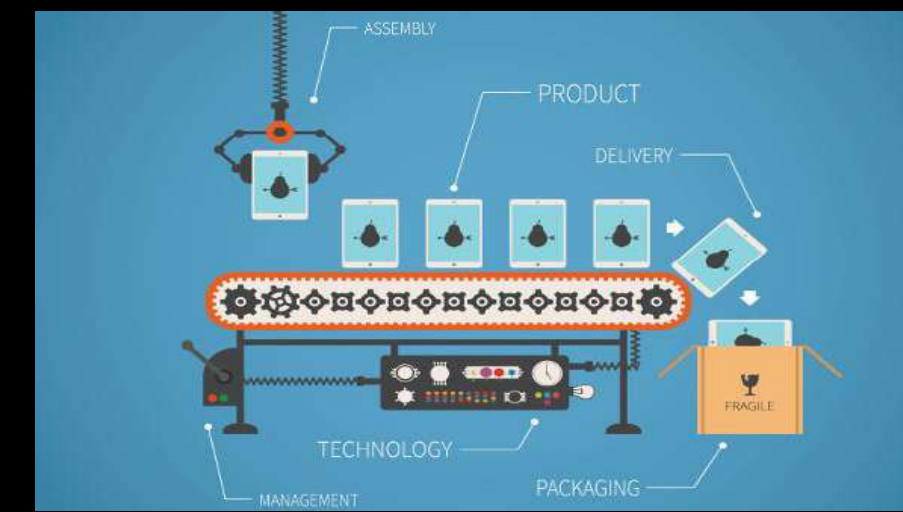 ASSEMBLY
PRODUCT
DELIVERY
FRAGILE
TECHNOLOGY
PACKAGING
MANAGEMENT